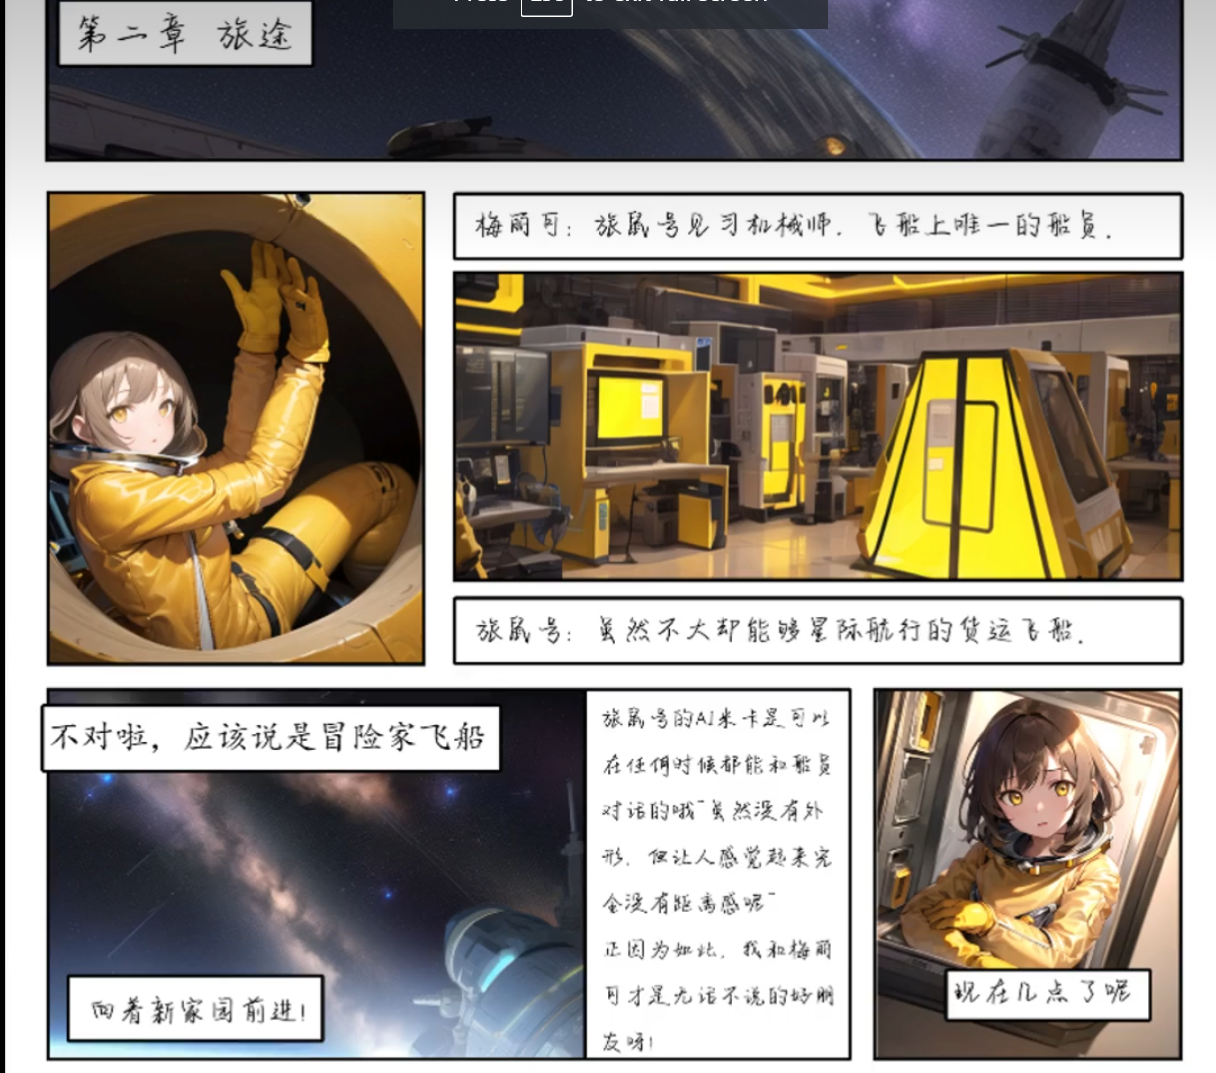 第二章 旅途
梅丽可：旅鼠号见习机械师，飞船上唯一的船员。
旅鼠号：虽然不大却能够星际航行的货运飞船。
不对啦，应该说是冒险家飞船
向着新家园前进！
旅鼠号的AI米卡是可以
在任何时候都能和船员
对话的哦~虽然没有外
形，但让人感觉起来完
全没有距离感呢~
正因为如此，我和梅丽
可才是无话不说的好朋
友呀！
现在几点了呢